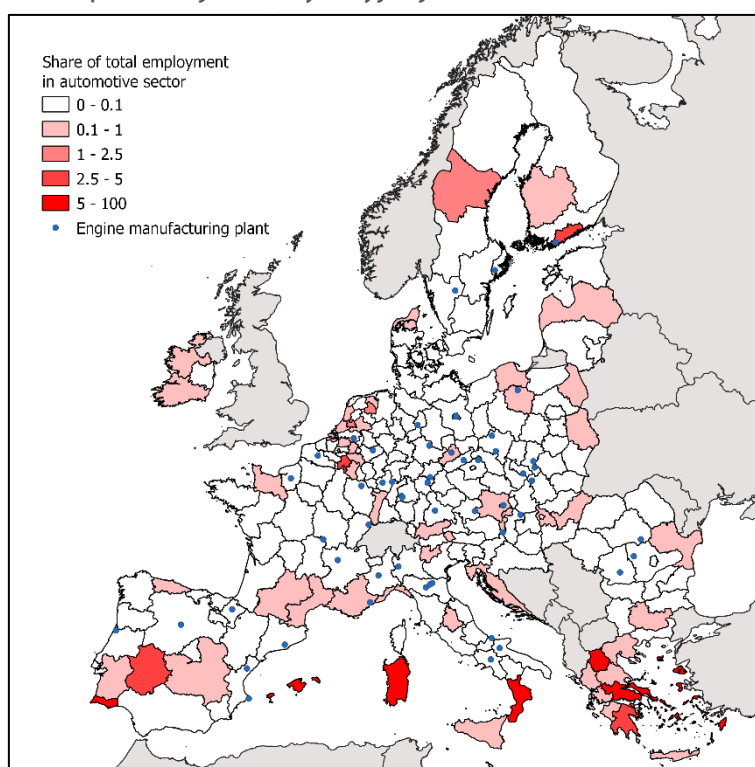 Share of total employment
in automotive sector
0 - 0.1
0.1 - 1
1 - 2.5
2.5 - 5
5 - 100
Engine manufacturing plant